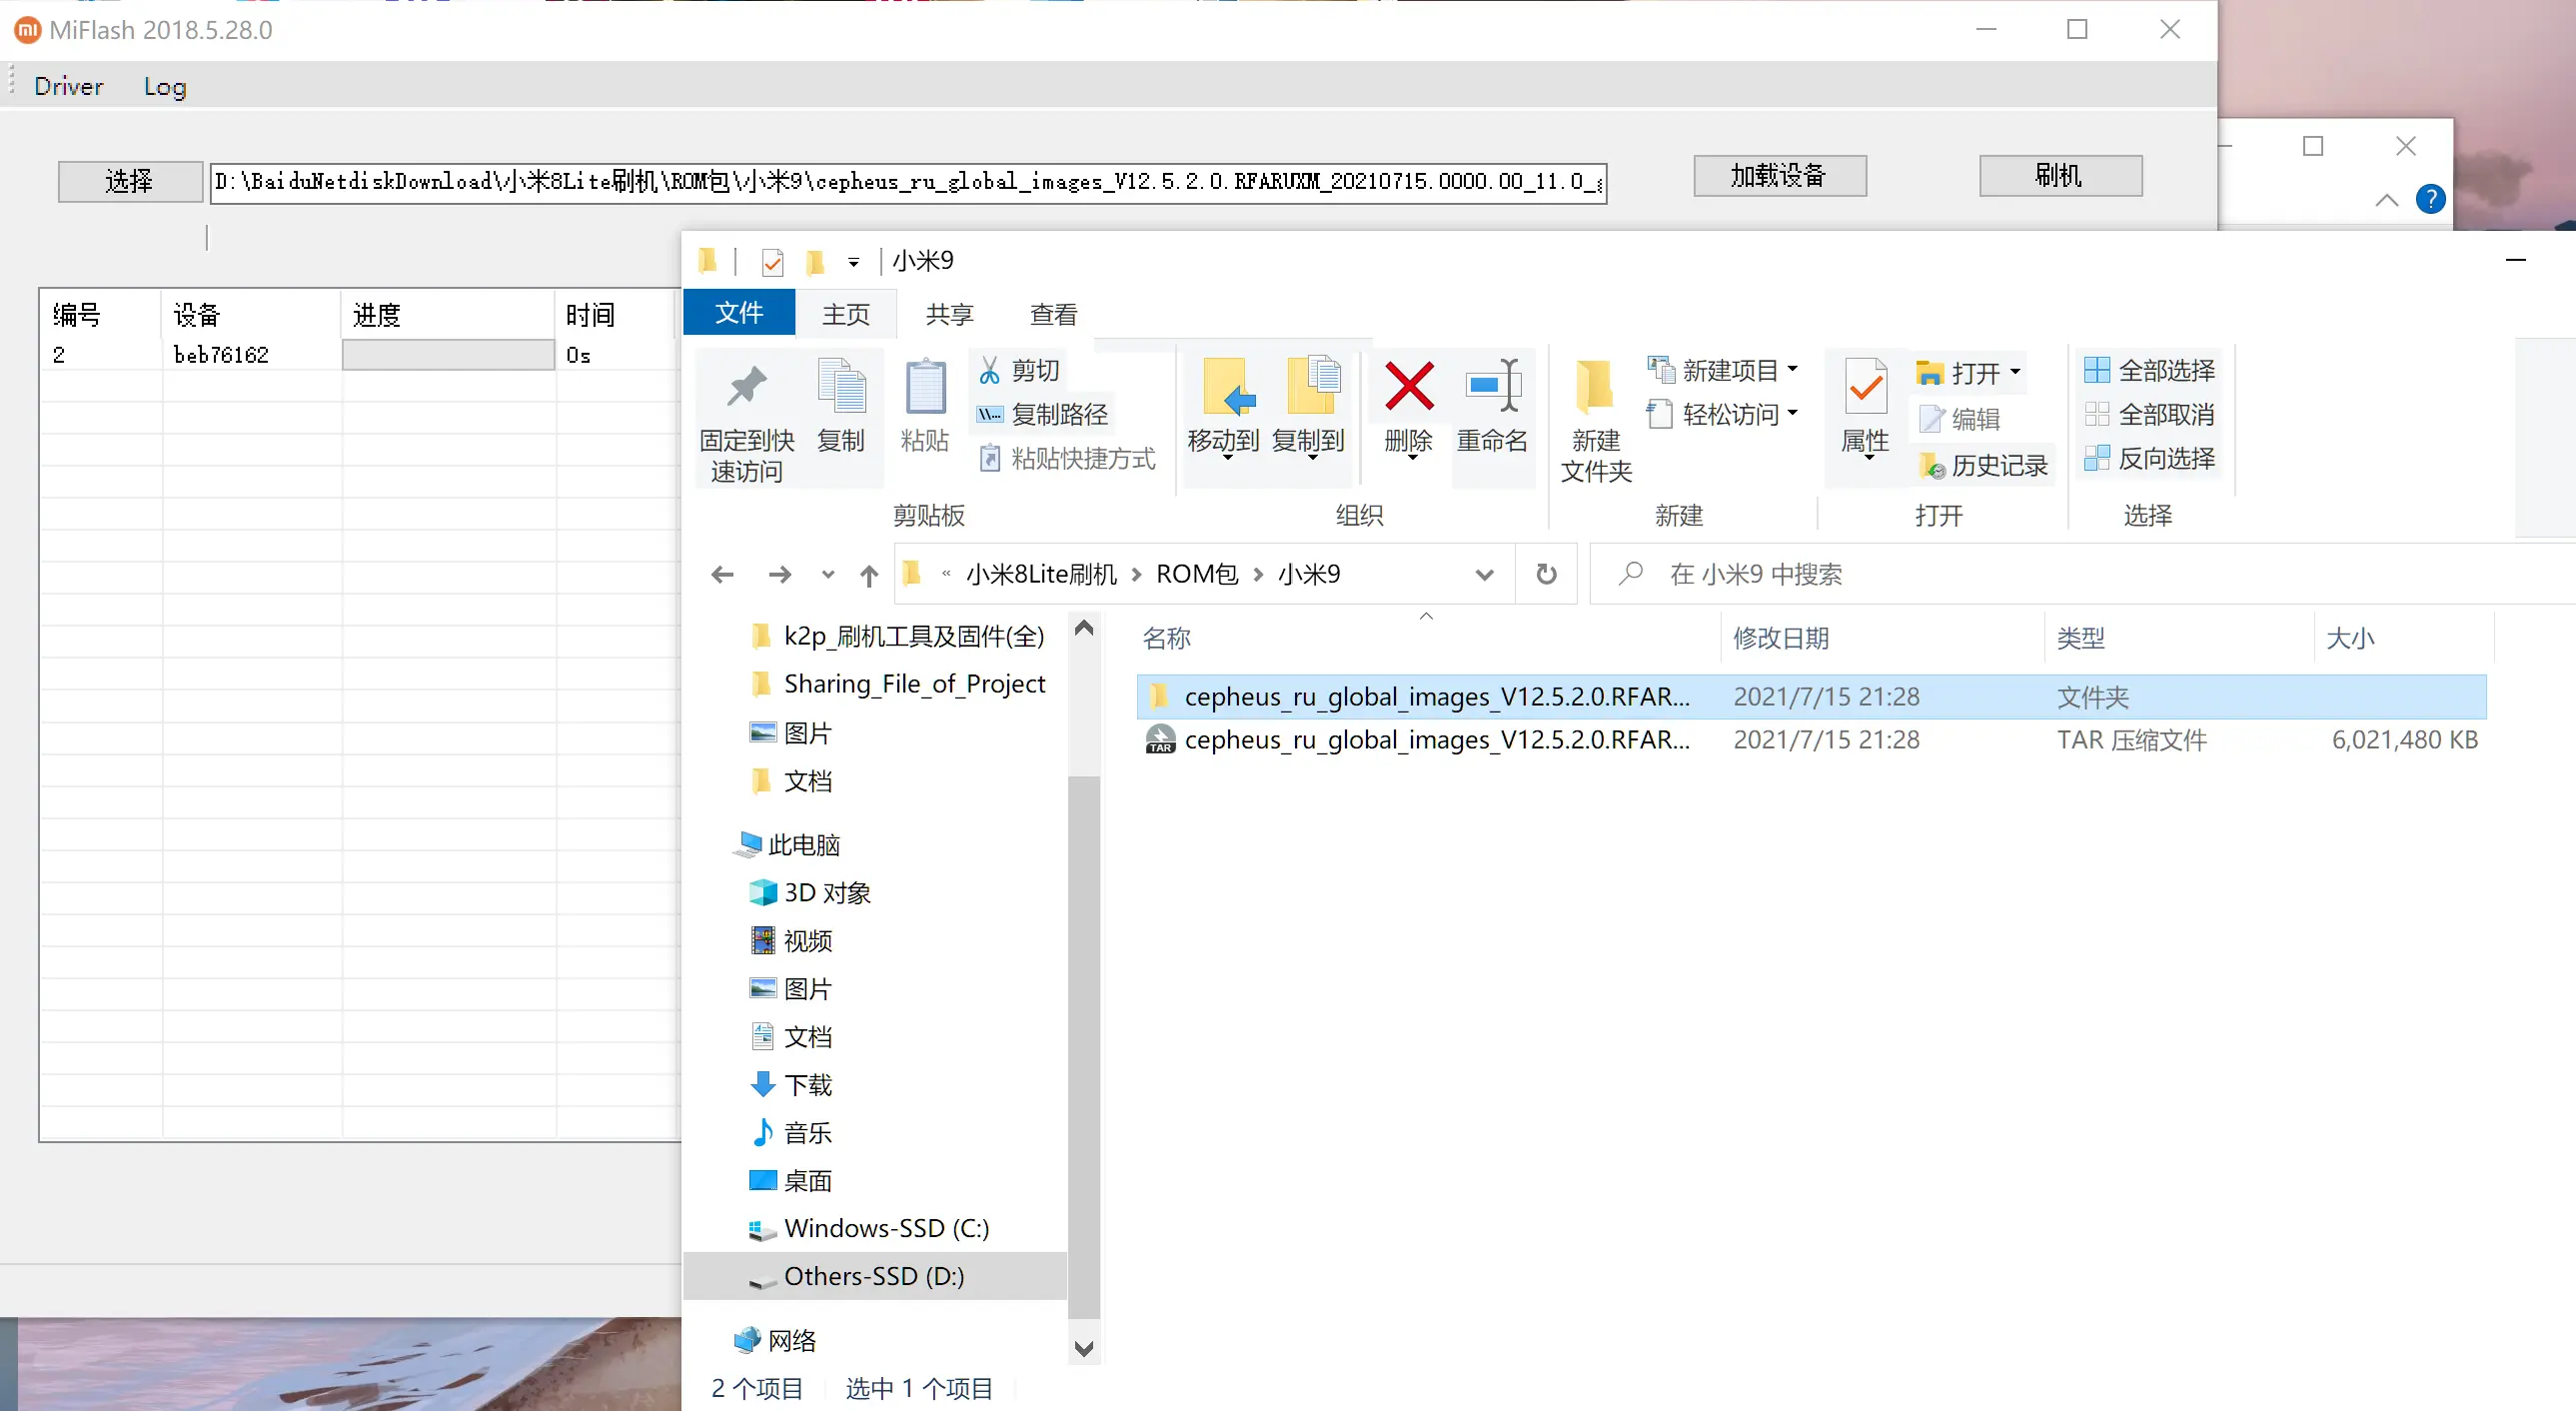 MiFlash 2018.5.28.0
Driver Log
选择 D:\BaiduNetdiskDownload\小米8Lite刷机\ROM包\小米9\cepheus_ru_global_images_V12.5.2.0.RFARUXM_20210715.0000.00_11.0_g 加载设备 刷机
编号 设备 进度 时间
2 beb76162 0s
小米9
文件 主页 共享 查看
固定到快速访问 复制 粘贴 剪切 复制路径 粘贴快捷方式
移动到 复制到 删除 重命名
新建文件夹 新建项目 轻松访问
属性 打开 编辑 历史记录
全部选择 全部取消 反向选择
剪贴板 组织 新建 打开 选择
« 小米8Lite刷机 > ROM包 > 小米9 在 小米9 中搜索
名称 修改日期 类型 大小
cepheus_ru_global_images_V12.5.2.0.RFAR... 2021/7/15 21:28 文件夹
cepheus_ru_global_images_V12.5.2.0.RFAR... 2021/7/15 21:28 TAR 压缩文件 6,021,480 KB
k2p_刷机工具及固件(全)
Sharing_File_of_Project
图片
文档
此电脑
3D 对象
视频
图片
文档
下载
音乐
桌面
Windows-SSD (C:)
Others-SSD (D:)
网络
2 个项目 选中 1 个项目